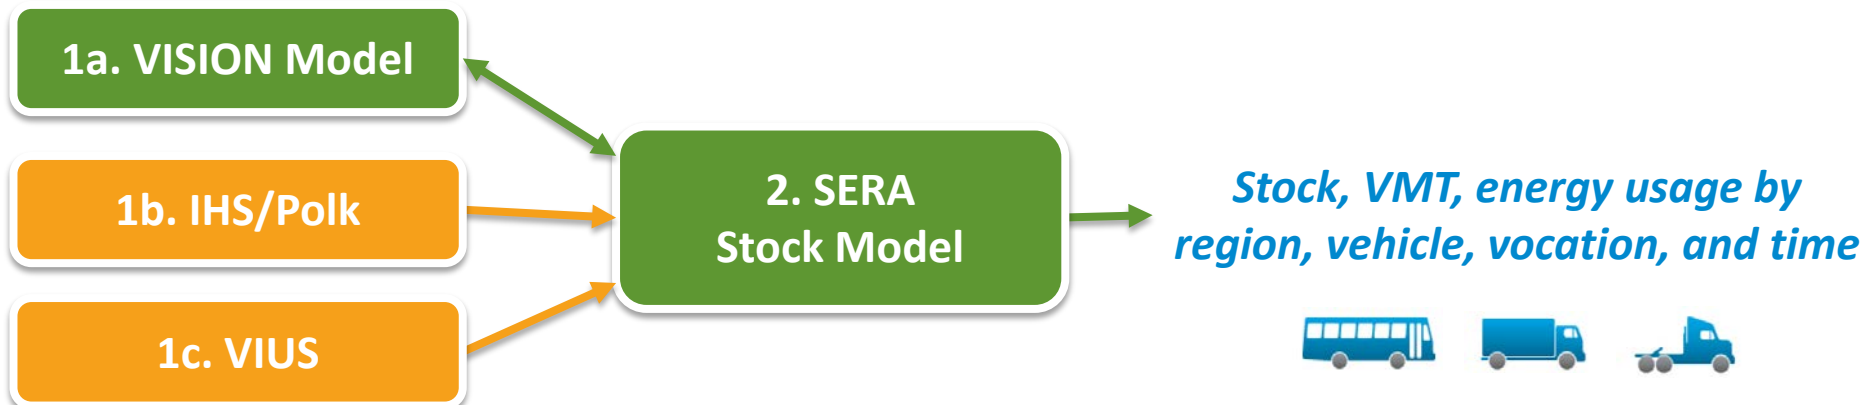 1a. VISION Model
1b. IHS/Polk
1c. VIUS
2. SERA
Stock Model
Stock, VMT, energy usage by
region, vehicle, vocation, and time